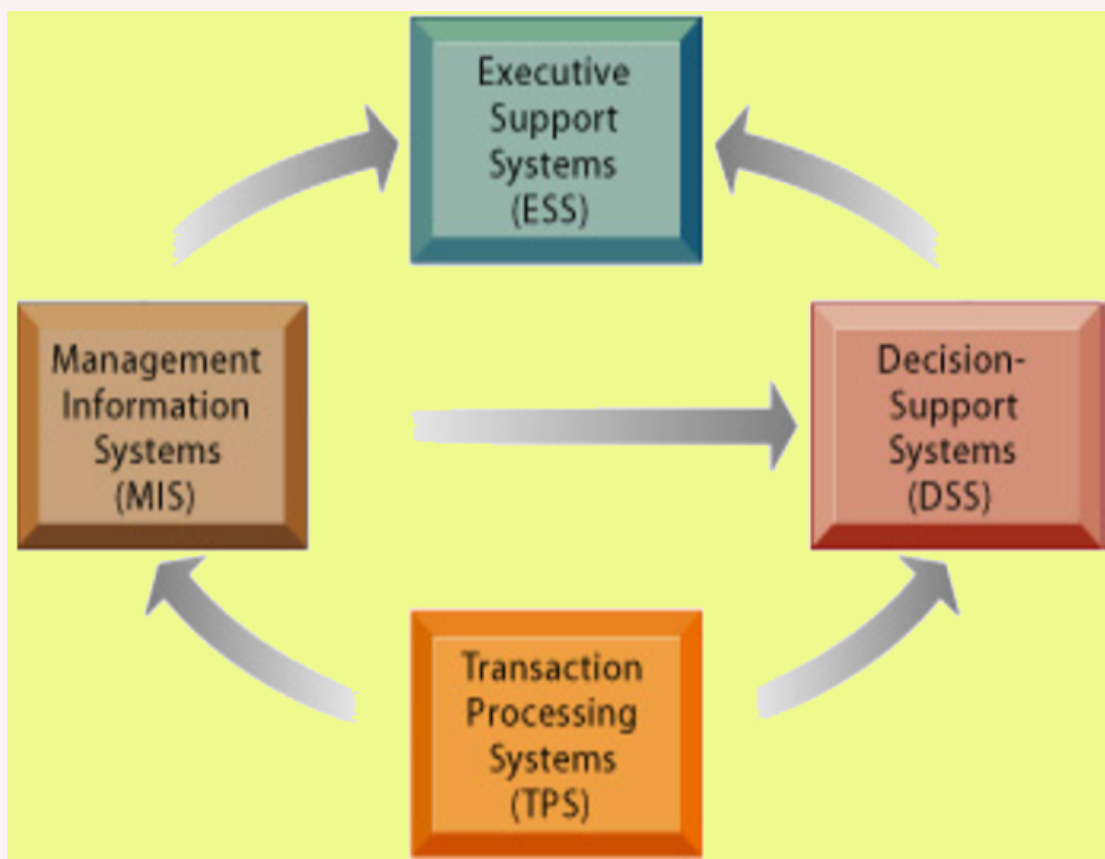 Executive
Support
Systems
(ESS)
Management
Information
Systems
(MIS)
Decision-
Support
Systems
(DSS)
Transaction
Processing
Systems
(TPS)